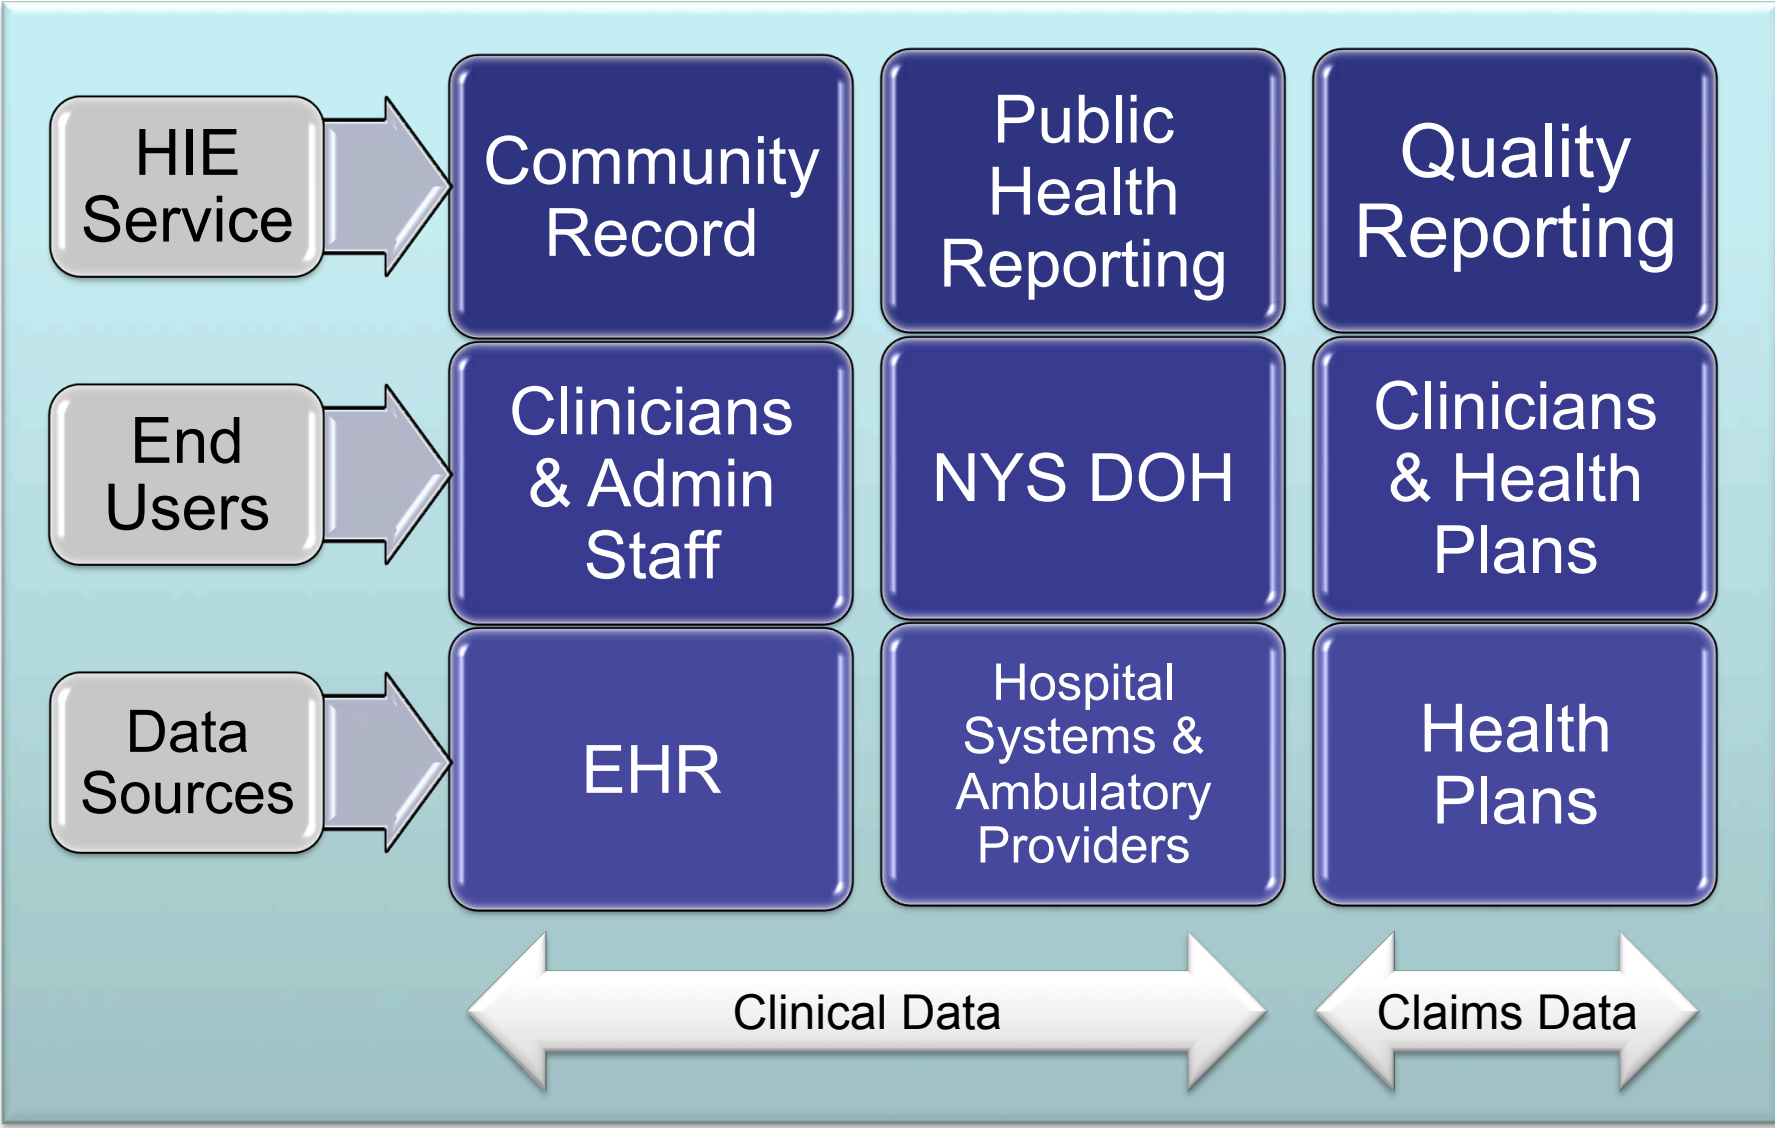 HIE
Service
Community
Record
Public
Health
Reporting
Quality
Reporting
End
Users
Clinicians
& Admin
Staff
NYS DOH
Clinicians
& Health
Plans
Data
Sources
EHR
Hospital
Systems &
Ambulatory
Providers
Health
Plans
Clinical Data
Claims Data